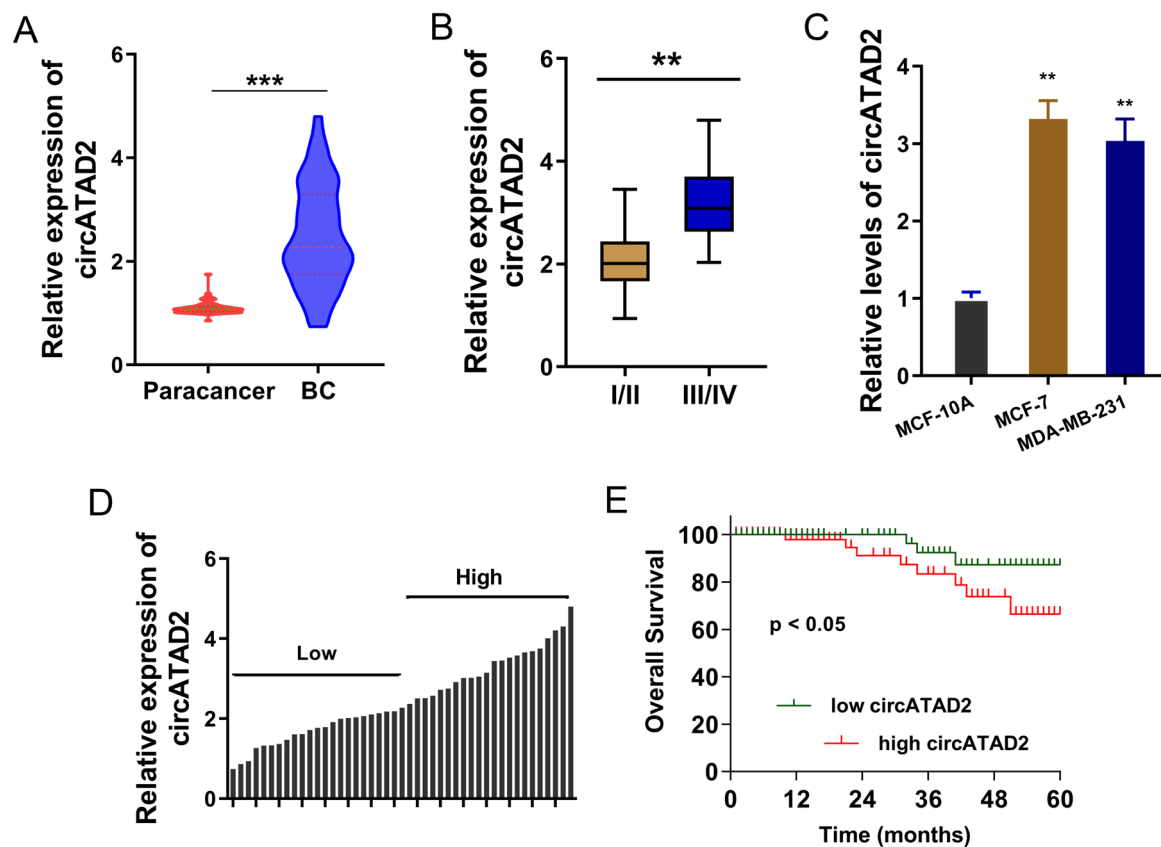 A
Relative expression of
circATAD2
6
4
2
0
***
Paracancer
BC
B
Relative expression of
circATAD2
6
4
2
0
**
I/II
III/IV
C
Relative levels of circATAD2
4
3
2
1
0
**
**
MCF-10A
MCF-7
MDA-MB-231
D
Relative expression of
circATAD2
6
4
2
0
Low
High
E
Overall Survival
100
80
60
40
20
0
p < 0.05
low circATAD2
high circATAD2
0
12
24
36
48
60
Time (months)